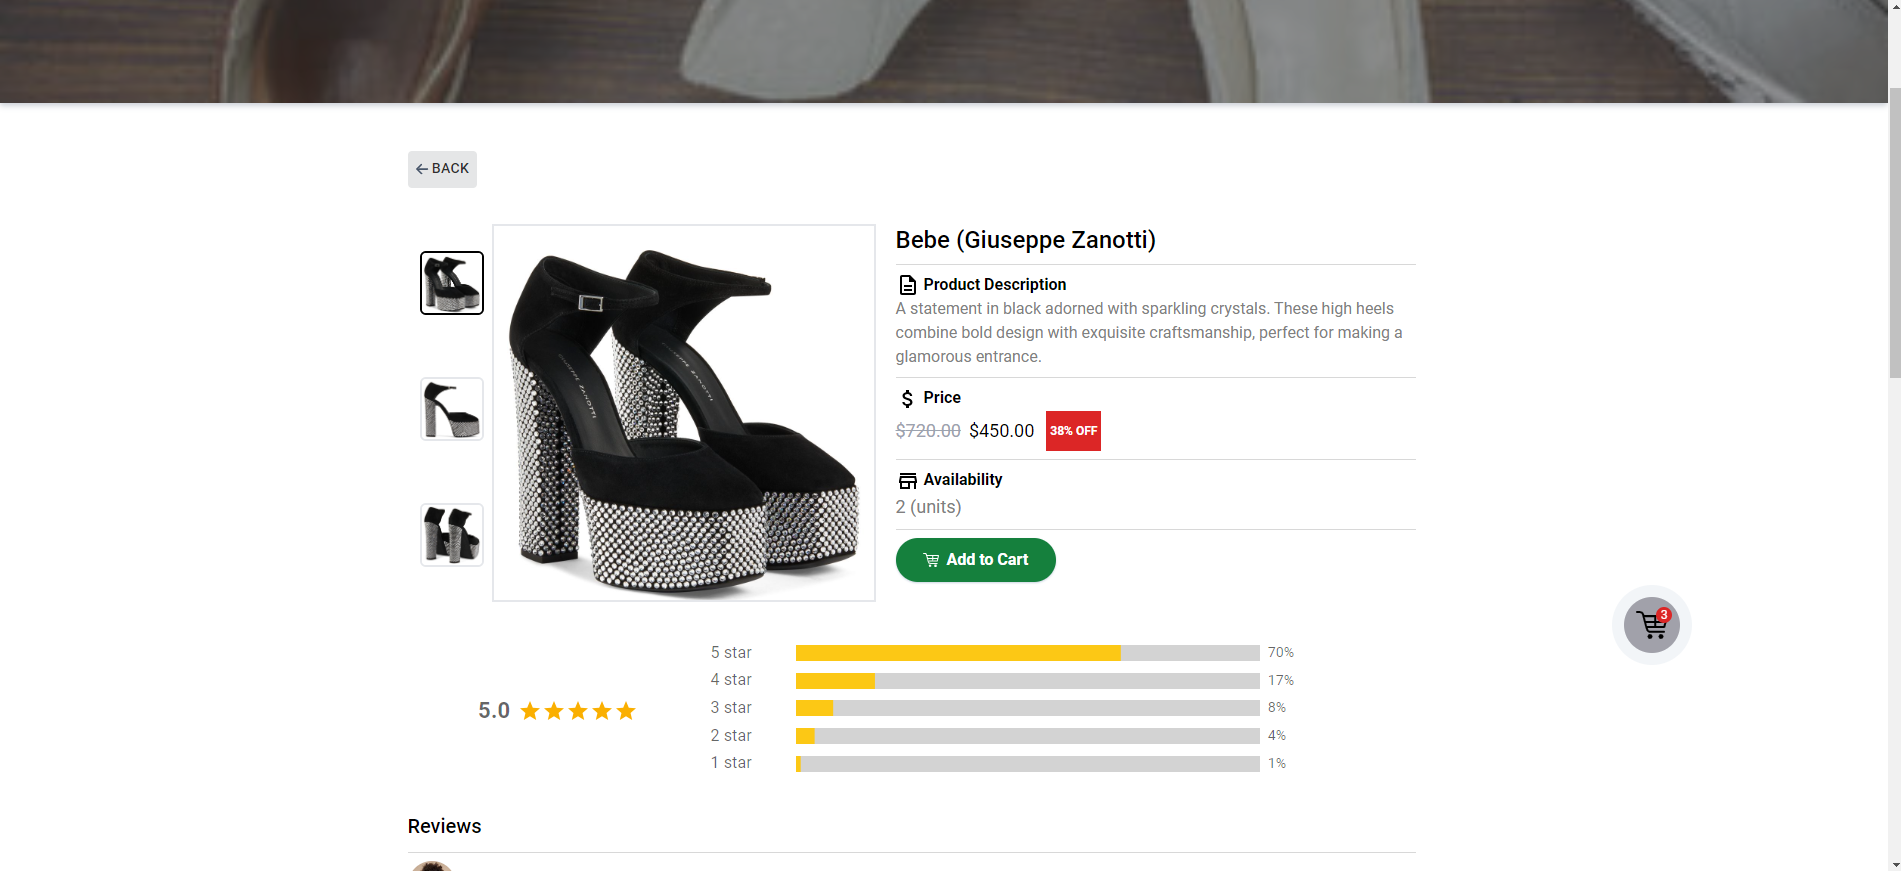 BACK
Bebe (Giuseppe Zanotti)
Product Description
A statement in black adorned with sparkling crystals. These high heels
combine bold design with exquisite craftsmanship, perfect for making a
glamorous entrance.
Price
$720.00 $450.00 38% OFF
Availability
2 (units)
Add to Cart
3
5.0
5 star 70%
4 star 17%
3 star 8%
2 star 4%
1 star 1%
Reviews